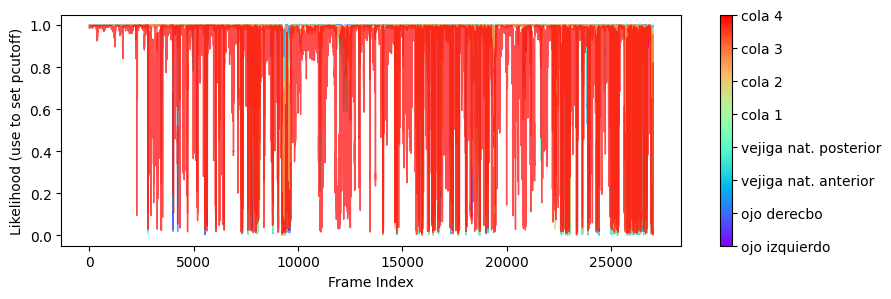 Likelihood (use to set pcutoff)
1.0
0.8
0.6
0.4
0.2
0.0
0
5000
10000
15000
20000
25000
Frame Index
cola 4
cola 3
cola 2
cola 1
vejiga nat. posterior
vejiga nat. anterior
ojo derecbo
ojo izquierdo